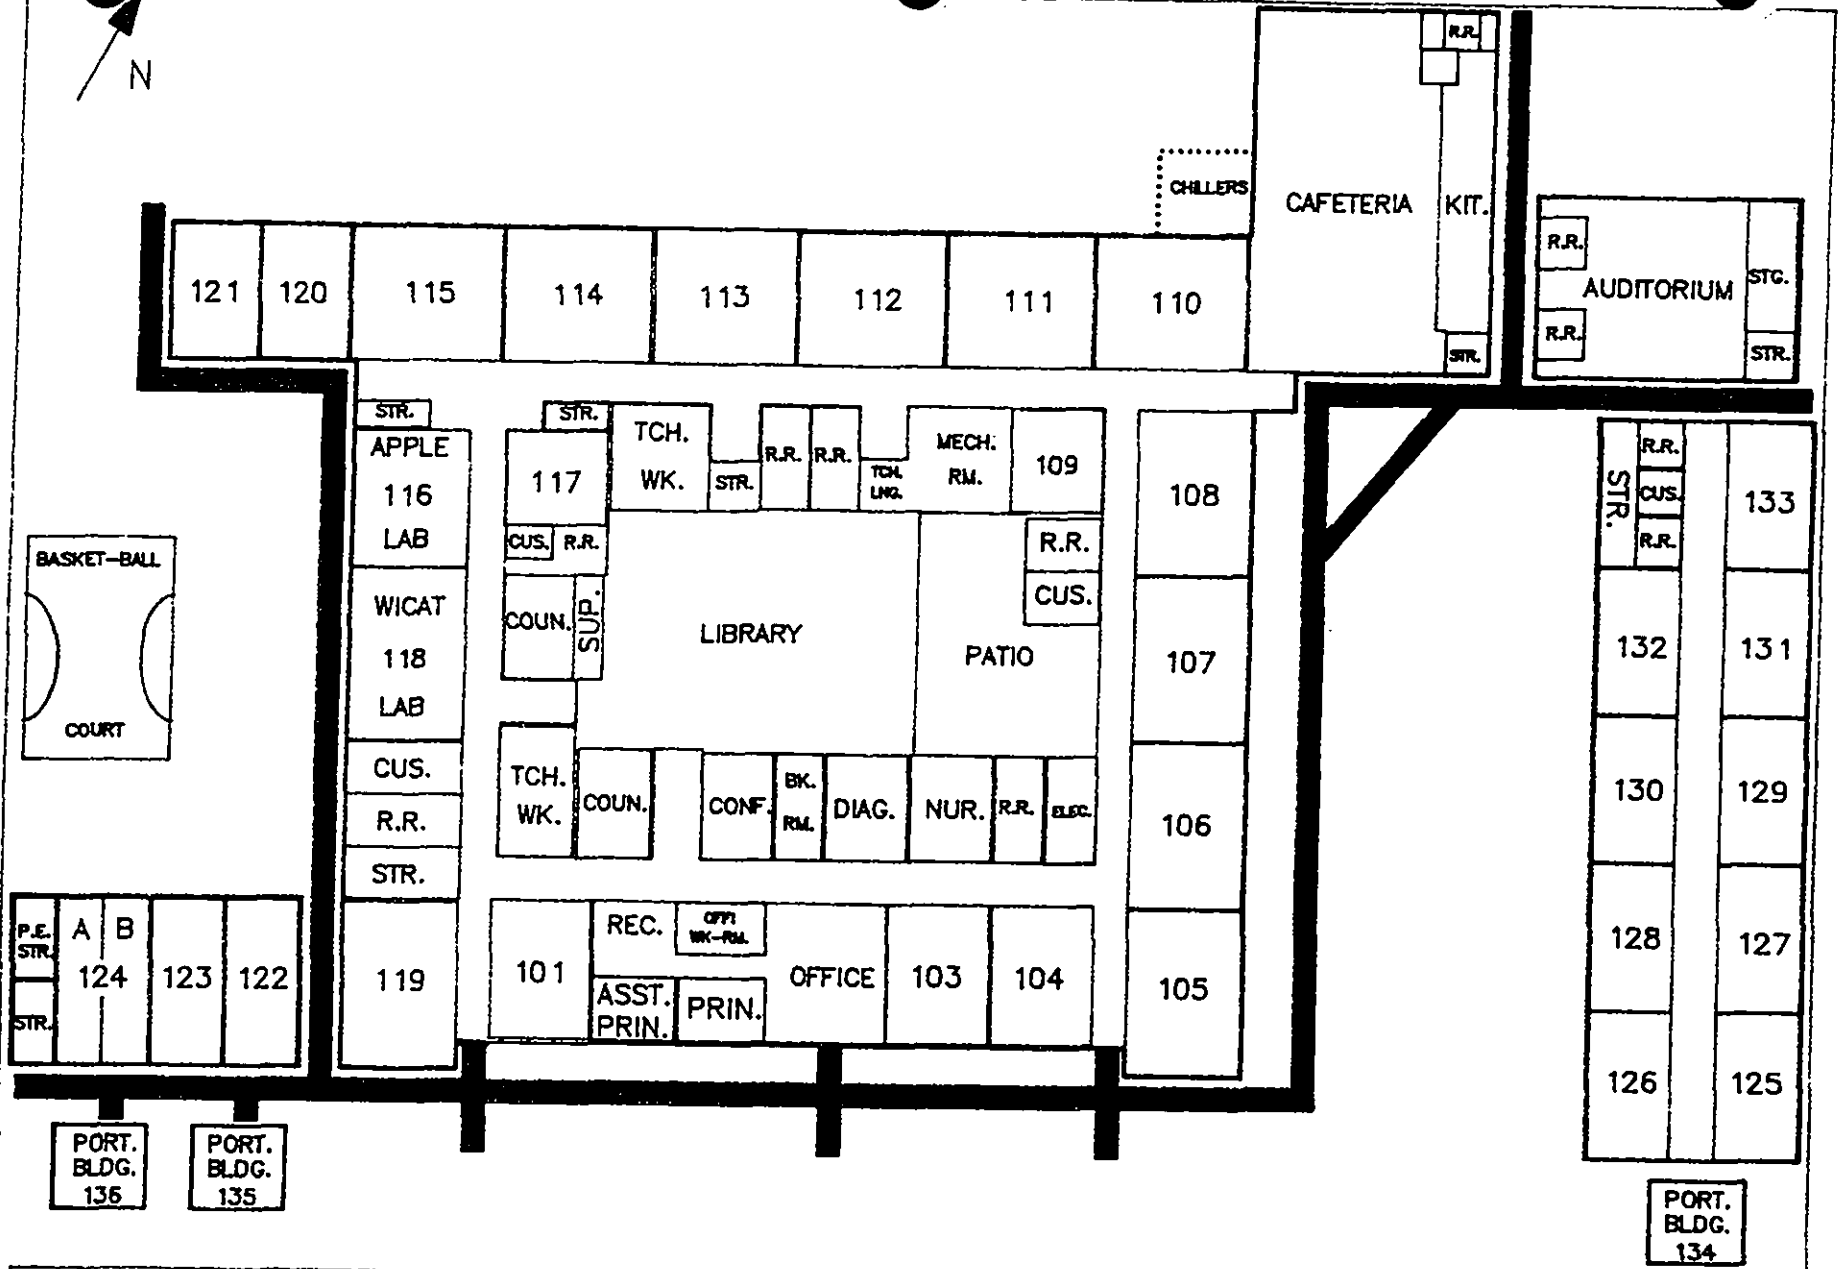 N
R.R.
CHILLERS
CAFETERIA
KIT.
STR.
R.R.
AUDITORIUM
STG.
R.R.
STR.
121
120
115
114
113
112
111
110
STR.
APPLE
116
LAB
STR.
117
TCH.
WK.
STR.
R.R.
R.R.
TCH.
LNG.
MECH.
RM.
109
108
CUS.
R.R.
R.R.
CUS.
COUN.
SUP.
LIBRARY
PATIO
107
WICAT
118
LAB
BASKET-BALL
COURT
CUS.
R.R.
STR.
TCH.
WK.
COUN.
CONF.
BK.
RM.
DIAG.
NUR.
R.R.
ELEC.
106
STR.
R.R.
CUS.
R.R.
133
132
131
130
129
128
127
126
125
P.E.
STR.
STR.
A
B
124
123
122
119
101
REC.
OFFI
WK-RM.
ASST.
PRIN.
PRIN.
OFFICE
103
104
105
PORT.
BLDG.
136
PORT.
BLDG.
135
PORT.
BLDG.
134